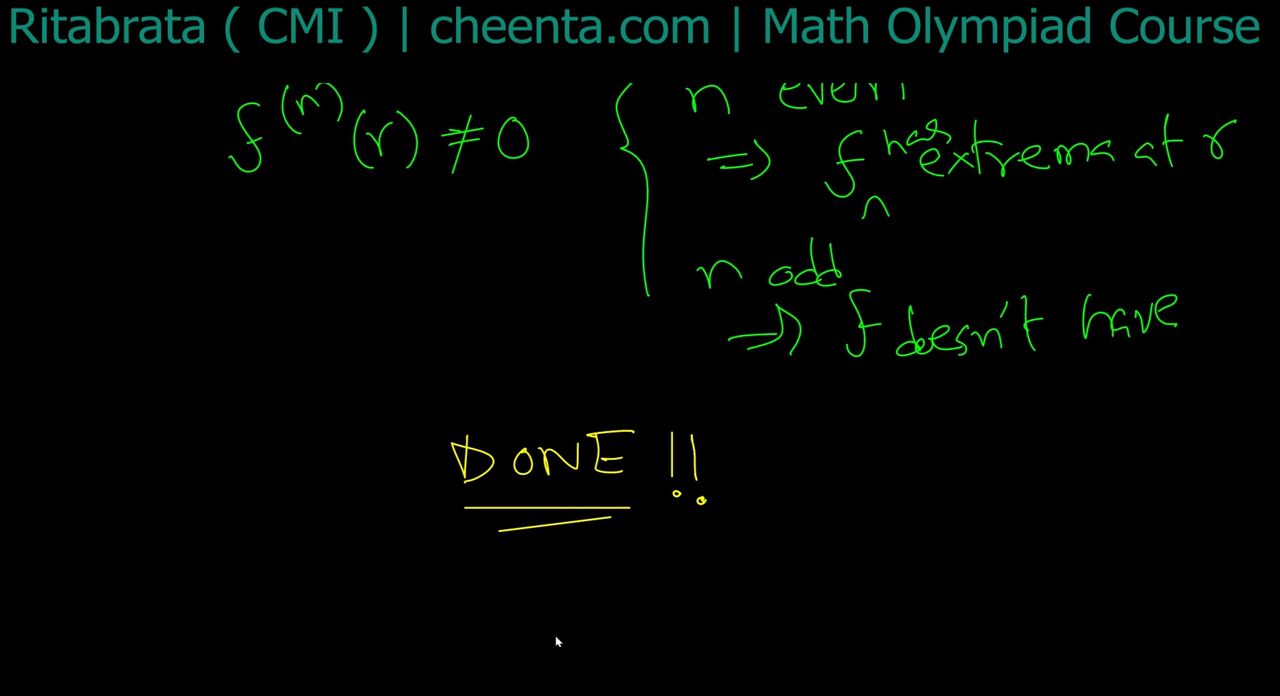 Ritabrata ( CMI ) | cheenta.com | Math Olympiad Course
f^(n) (r) ≠ 0 { n even
⇒ f has extrema at r
n
n odd
⇒ f doesn't have
DONE !!